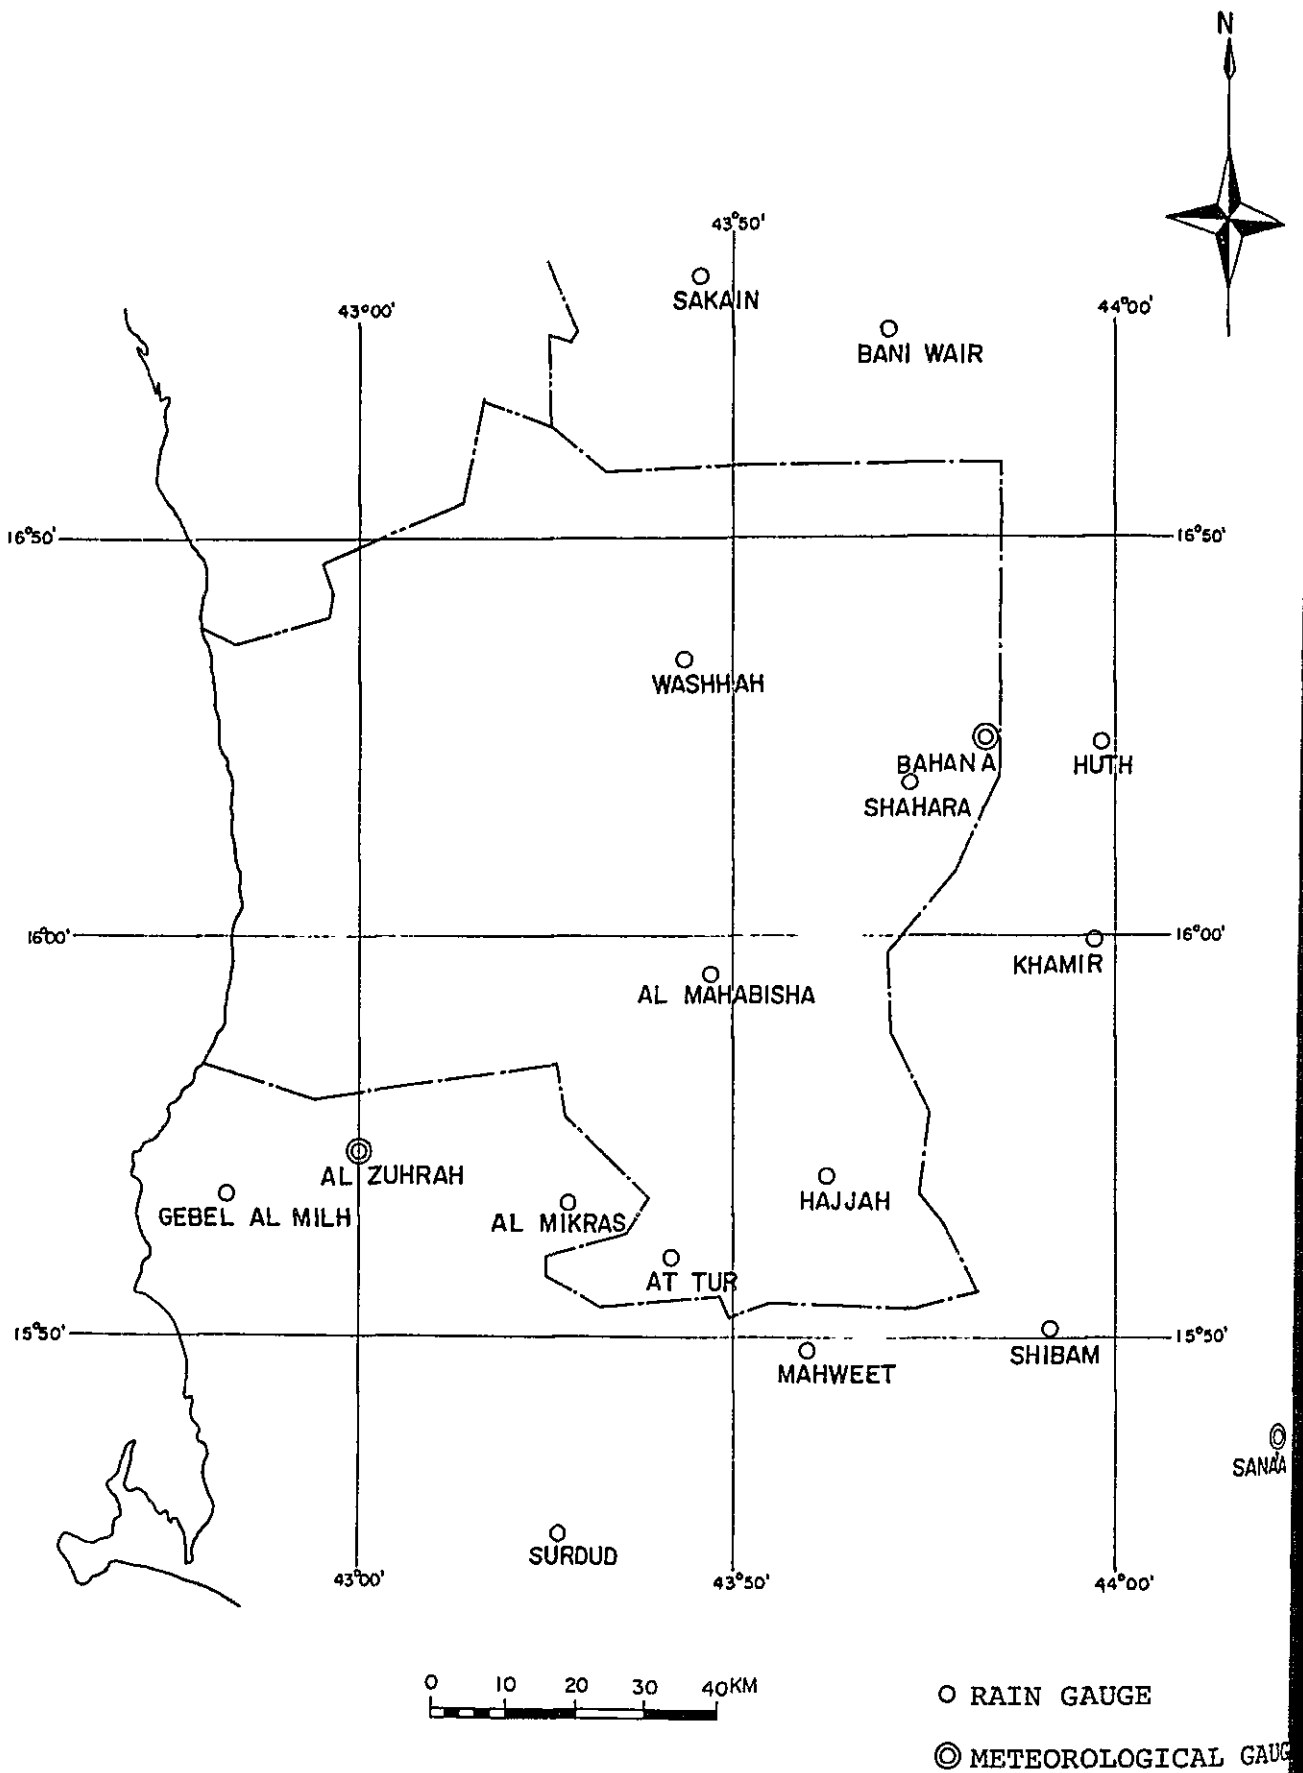 N
43°50'
SAKAIN
43°00'
44°00'
BANI WAIR
16°50'
16°50'
WASHHAH
BAHANA
HUTH
SHAHARA
16°00'
16°00'
KHAMIR
AL MAHABISHA
AL ZUHRAH
HAJJAH
GEBEL AL MILH
AL MIKRAS
AT TUR
15°50'
15°50'
SHIBAM
MAHWEET
SANAA
SURDUD
43°00'
43°50'
44°00'
0 10 20 30 40KM
RAIN GAUGE
METEOROLOGICAL GAUG